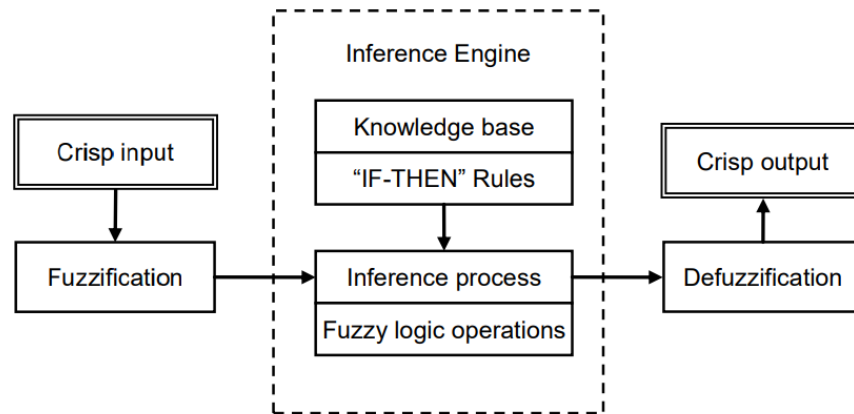 Inference Engine
Crisp input
Knowledge base
“IF-THEN” Rules
Crisp output
Fuzzification
Inference process
Fuzzy logic operations
Defuzzification